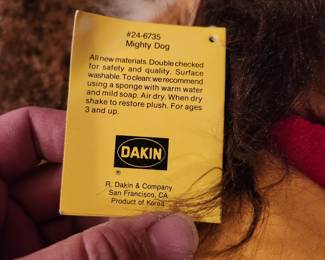 #24-6735
Mighty Dog
All new materials. Double checked
for safety and quality. Surface
washable. To clean: we recommend
using a sponge with warm water
and mild soap. Air dry. When dry
shake to restore plush. For ages
3 and up.
DAKIN
®
R. Dakin & Company
San Francisco, CA
Product of Korea